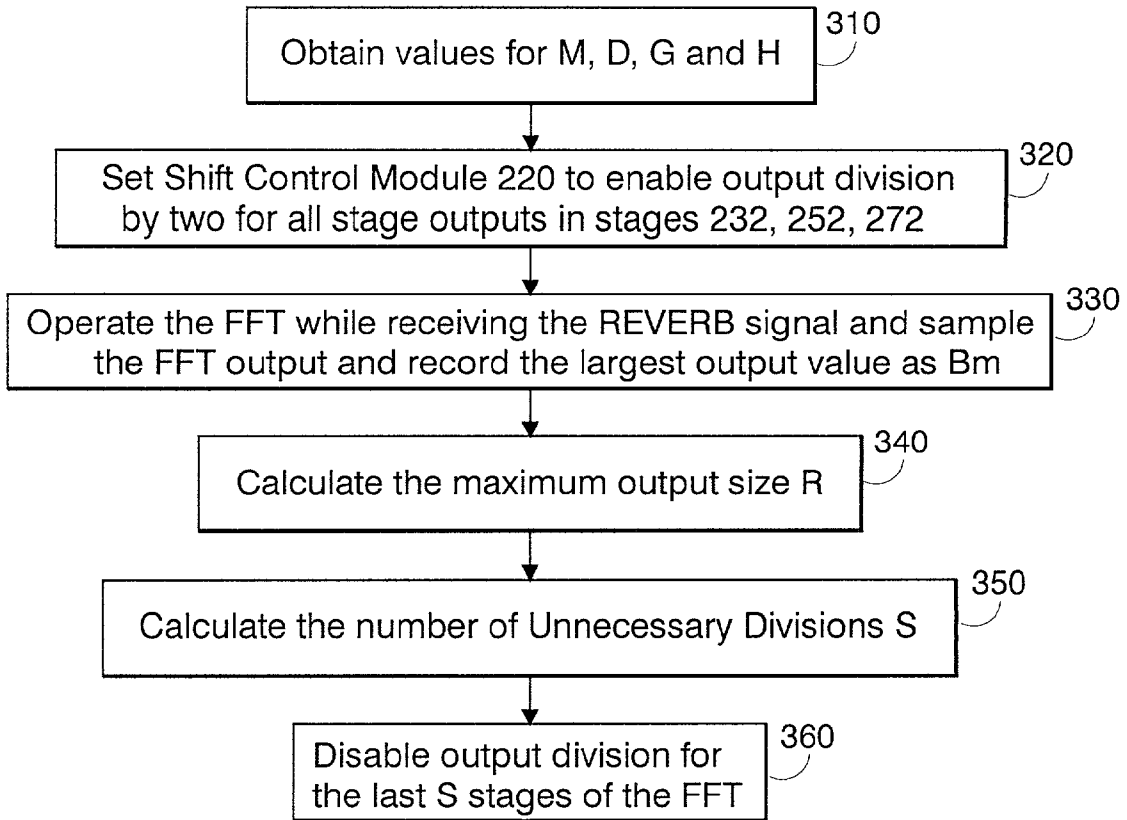 Obtain values for M, D, G and H
310
Set Shift Control Module 220 to enable output division
by two for all stage outputs in stages 232, 252, 272
320
Operate the FFT while receiving the REVERB signal and sample
the FFT output and record the largest output value as Bm
330
Calculate the maximum output size R
340
Calculate the number of Unnecessary Divisions S
350
Disable output division for
the last S stages of the FFT
360